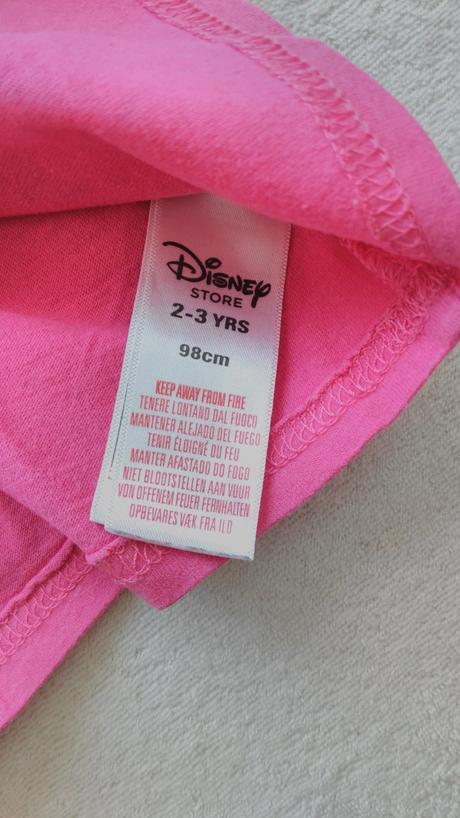 Disney
STORE
2-3 YRS
98cm
KEEP AWAY FROM FIRE
TENERE LONTANO DAL FUOCO
MANTENER ALEJADO DEL FUEGO
TENIR ÉLOIGNÉ DU FEU
MANTER AFASTADO DO FOGO
NIET BLOOTSTELLEN AAN VUUR
VON OFFENEM FEUER FERNHALTEN
OPBEVARES VÆK FRA ILD